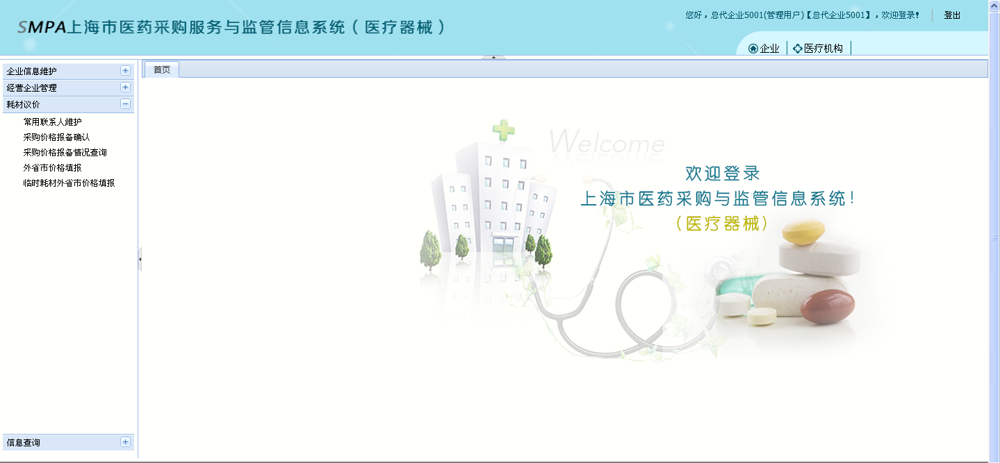 您好，总代企业5001(管理用户)【总代企业5001】，欢迎登录!
登出
SMPA上海市医药采购服务与监管信息系统（医疗器械）
企业
医疗机构
首页
企业信息维护
经营企业管理
耗材议价
常用联系人维护
采购价格报备确认
采购价格报备情况查询
外省市价格填报
临时耗材外省市价格填报
Welcome
欢迎登录
上海市医药采购与监管信息系统！
（医疗器械）
信息查询